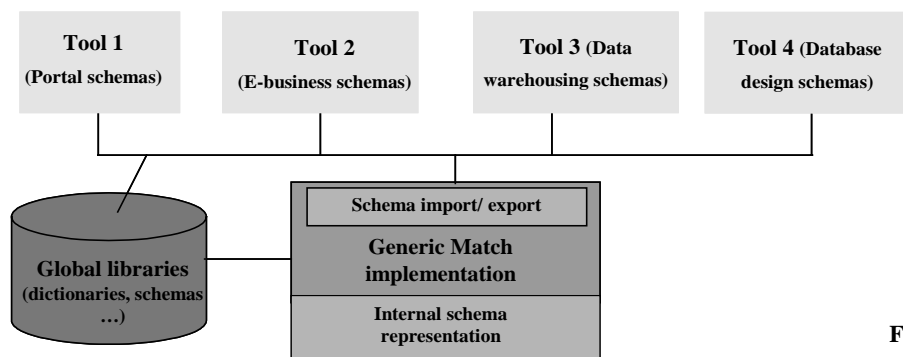 Tool 1
(Portal schemas)
Tool 2
(E-business schemas)
Tool 3 (Data
warehousing schemas)
Tool 4 (Database
design schemas)
Schema import/ export
Generic Match
implementation
Global libraries
(dictionaries, schemas
…)
Internal schema
representation
F